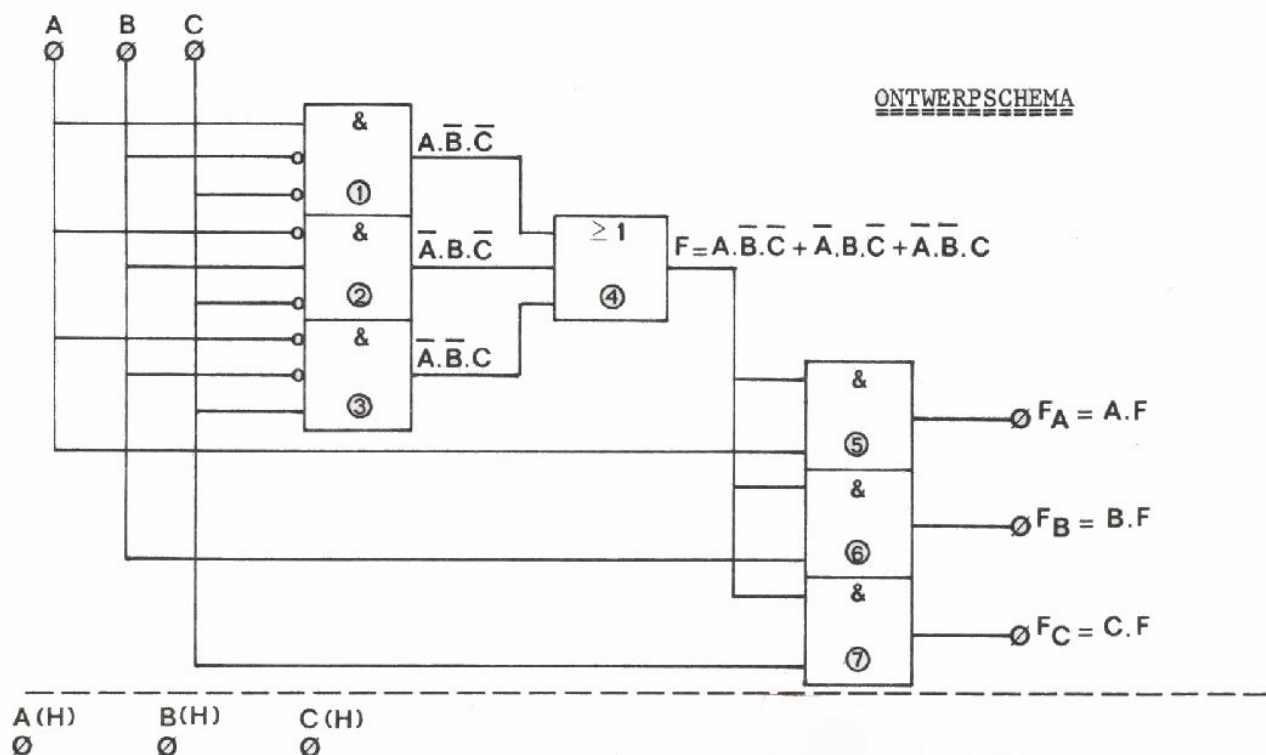 A B C
ONTWERPSCHEMA
&
A.B̅.C̅
①
&
A̅.B.C̅
②
&
A̅.B̅.C
③
≥1
④
F=A.B̅.C̅ + A̅.B.C̅ + A̅.B̅.C
&
⑤
F_A = A.F
&
⑥
F_B = B.F
&
⑦
F_C = C.F
A(H) B(H) C(H)